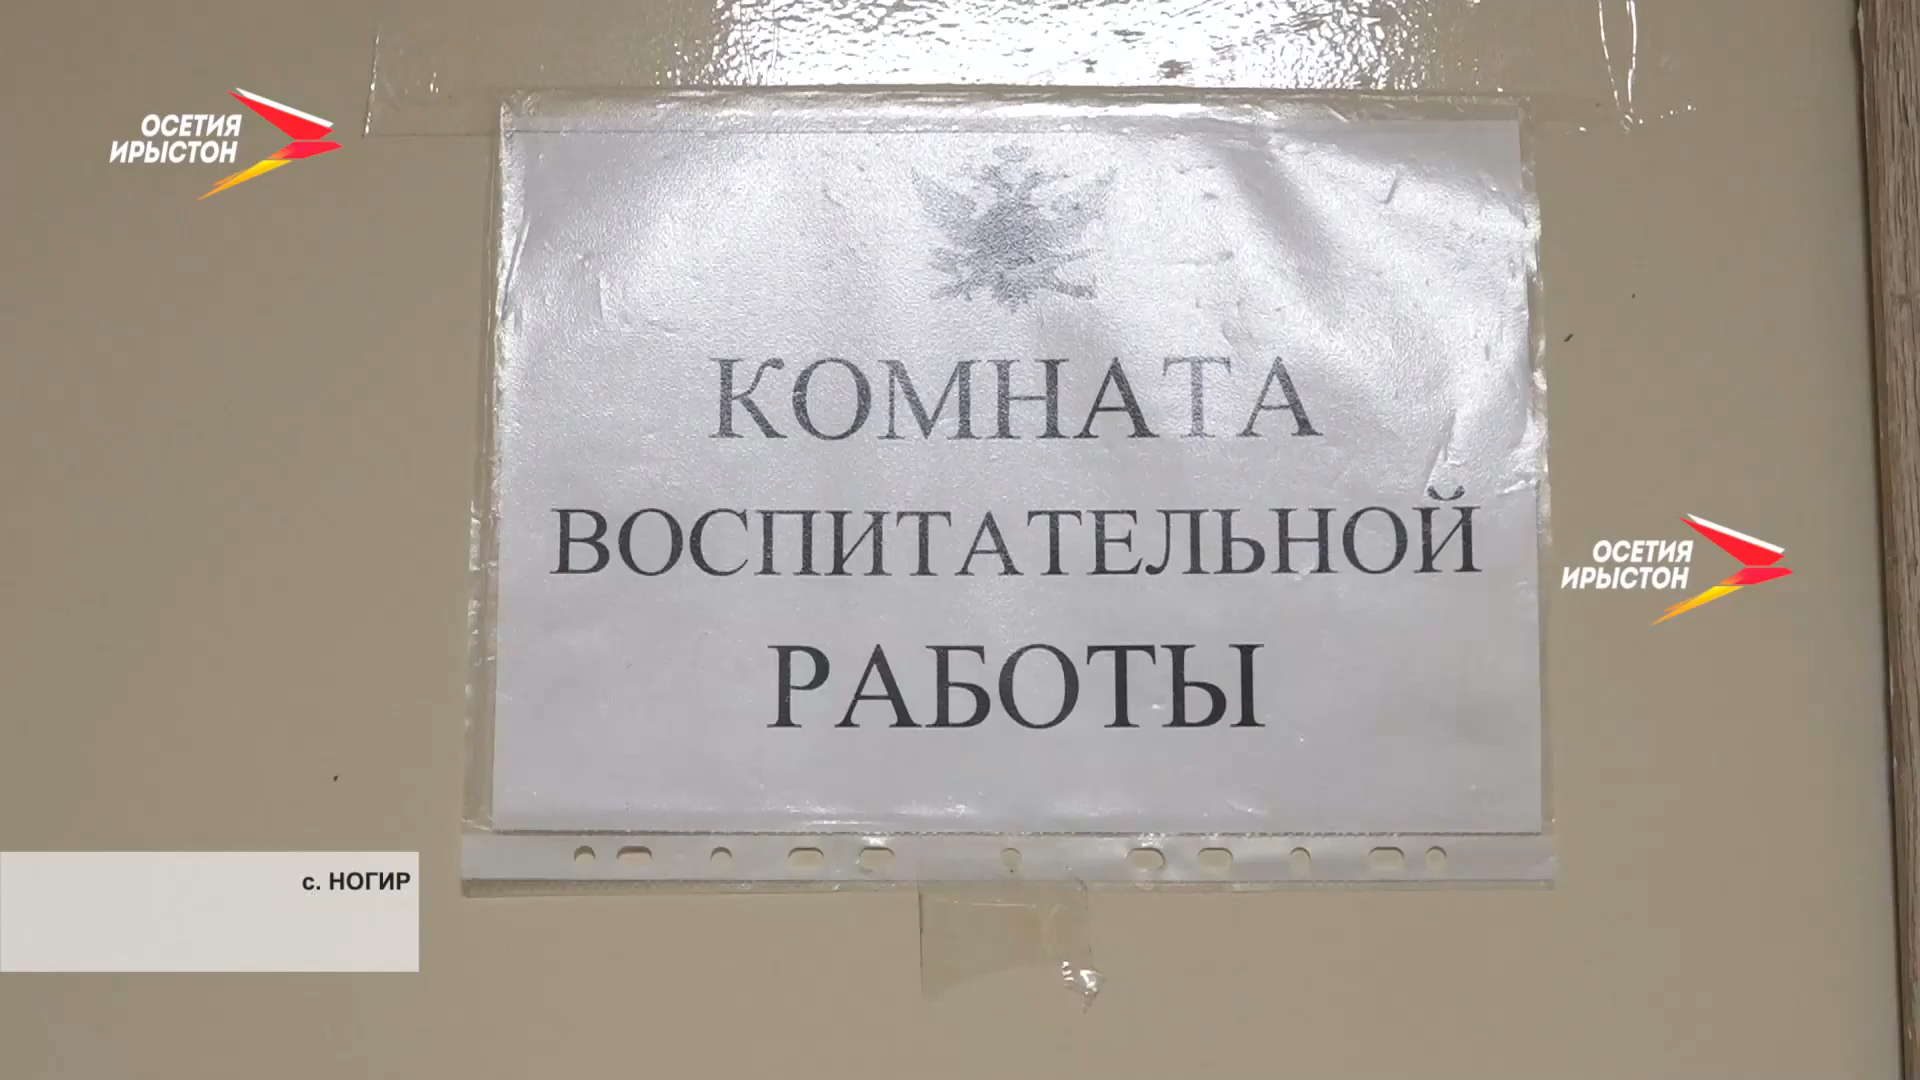 ОСЕТИЯ
ИРЫСТОН
КОМНАТА
ВОСПИТАТЕЛЬНОЙ
РАБОТЫ
ОСЕТИЯ
ИРЫСТОН
с. НОГИР